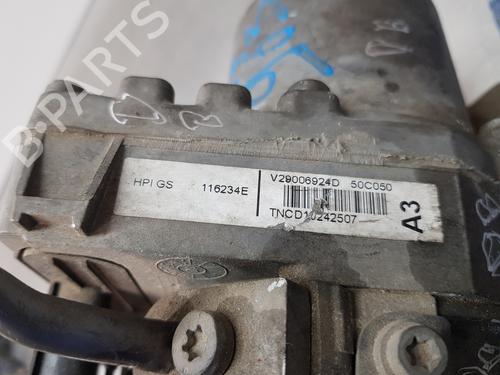 B-PARTS
HPI GS 116234E
V29006924D 50C050
TNCD10242507
A3